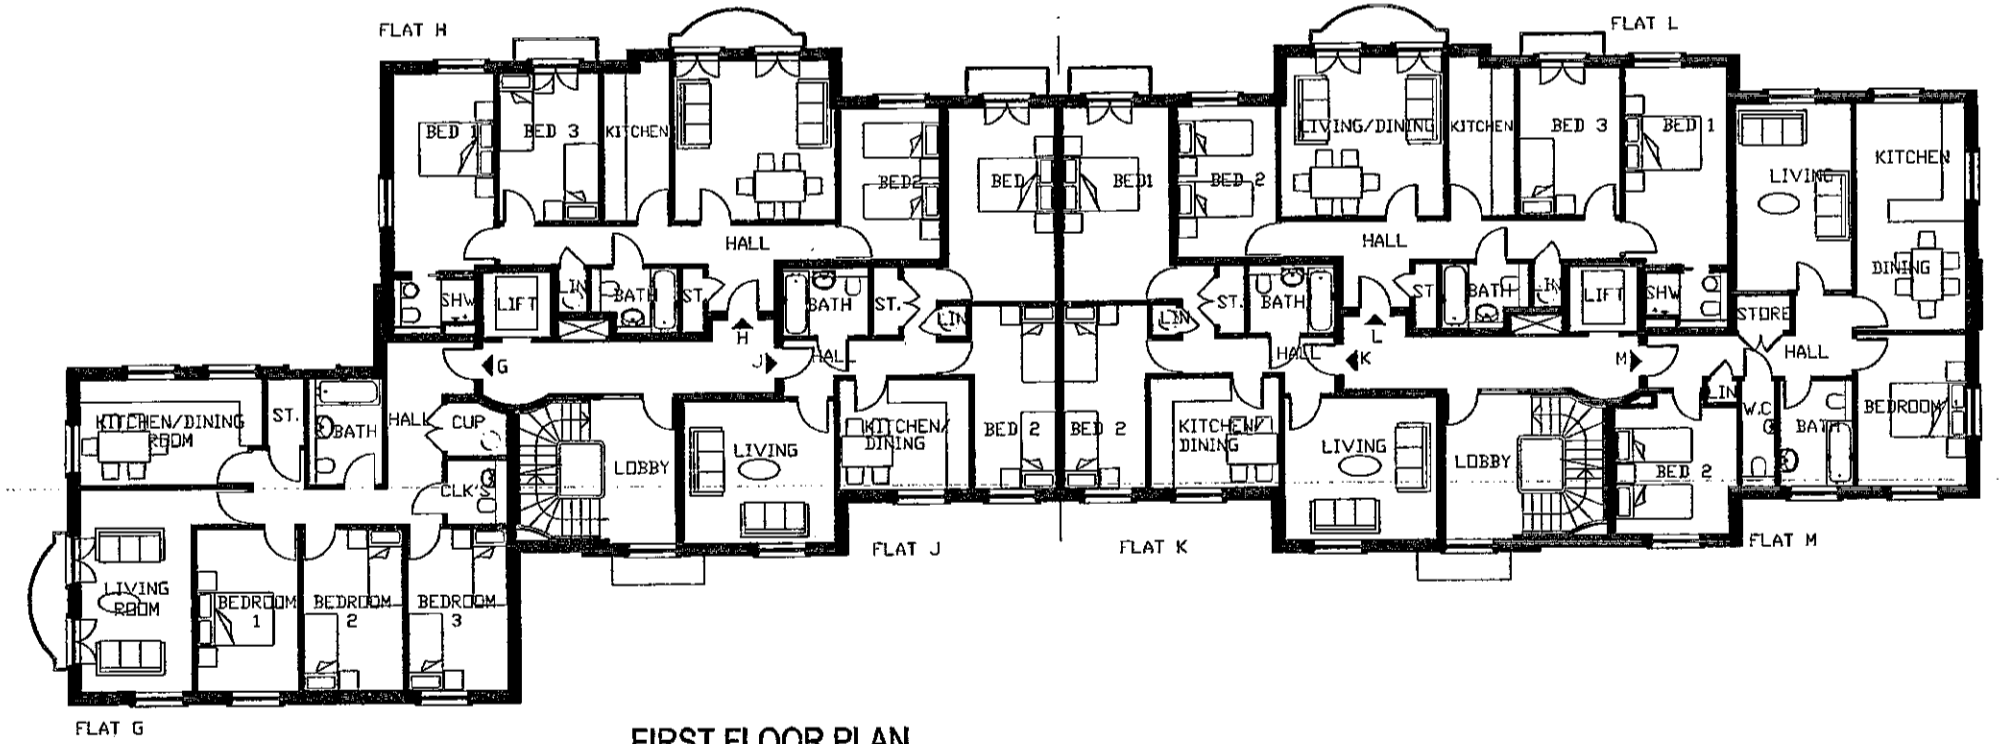 FLAT H
FLAT L
BED 1
BED 3
KITCHEN
BED2
BED
BED1
BED 2
LIVING/DINING
KITCHEN
BED 3
BED 1
LIVING
KITCHEN
HALL
HALL
DINING
SHW
LIFT
LIN
BATH
ST.
BATH
ST.
LIN
LIN
ST.
BATH
ST
BATH
LIN
LIFT
SHW
STORE
H
L
G
J
HALL
HALL
K
M
HALL
KITCHEN/DINING
ROOM
ST.
BATH
HALL
CUP
CLK'S
LOBBY
LIVING
KITCHEN/
DINING
BED 2
BED 2
KITCHEN/
DINING
LIVING
LOBBY
BED 2
LIN
W.C
BATH
BEDROOM 1
FLAT J
FLAT K
FLAT M
LIVING
ROOM
BEDROOM
1
BEDROOM
2
BEDROOM
3
FLAT G
FIRST FLOOR PLAN